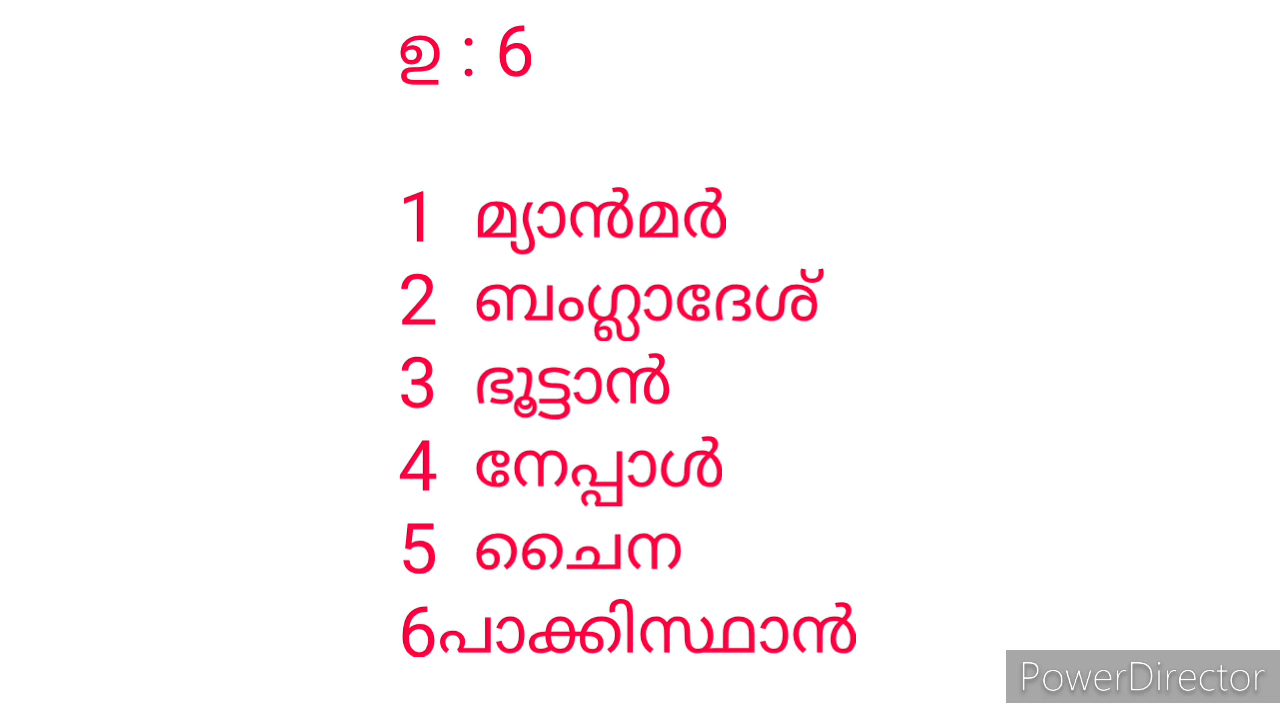 ഉ : 6
1 മ്യാൻമർ
2 ബംഗ്ലാദേശ്
3 ഭൂട്ടാൻ
4 നേപ്പാൾ
5 ചൈന
6പാക്കിസ്ഥാൻ
PowerDirector